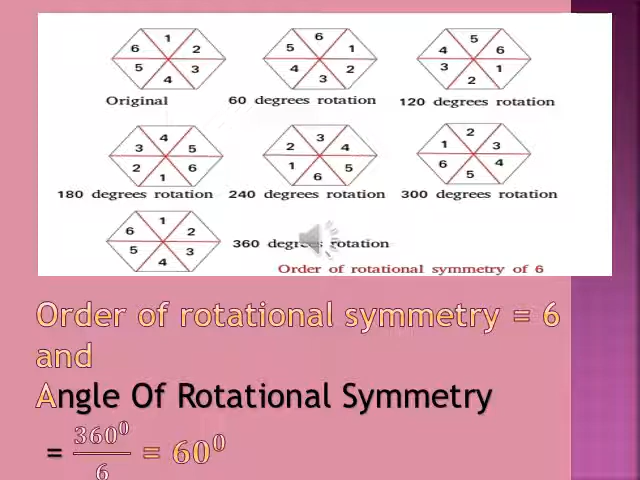 1
6 2
5 3
4
Original
6
5 1
4 2
3
60 degrees rotation
5
4 6
3 1
2
120 degrees rotation
4
3 5
2 6
1
180 degrees rotation
3
2 4
1 5
6
240 degrees rotation
2
1 3
6 4
5
300 degrees rotation
1
6 2
5 3
4
360 degrees rotation
Order of rotational symmetry of 6
Order of rotational symmetry = 6
and
Angle Of Rotational Symmetry
= 360⁰/6 = 60⁰